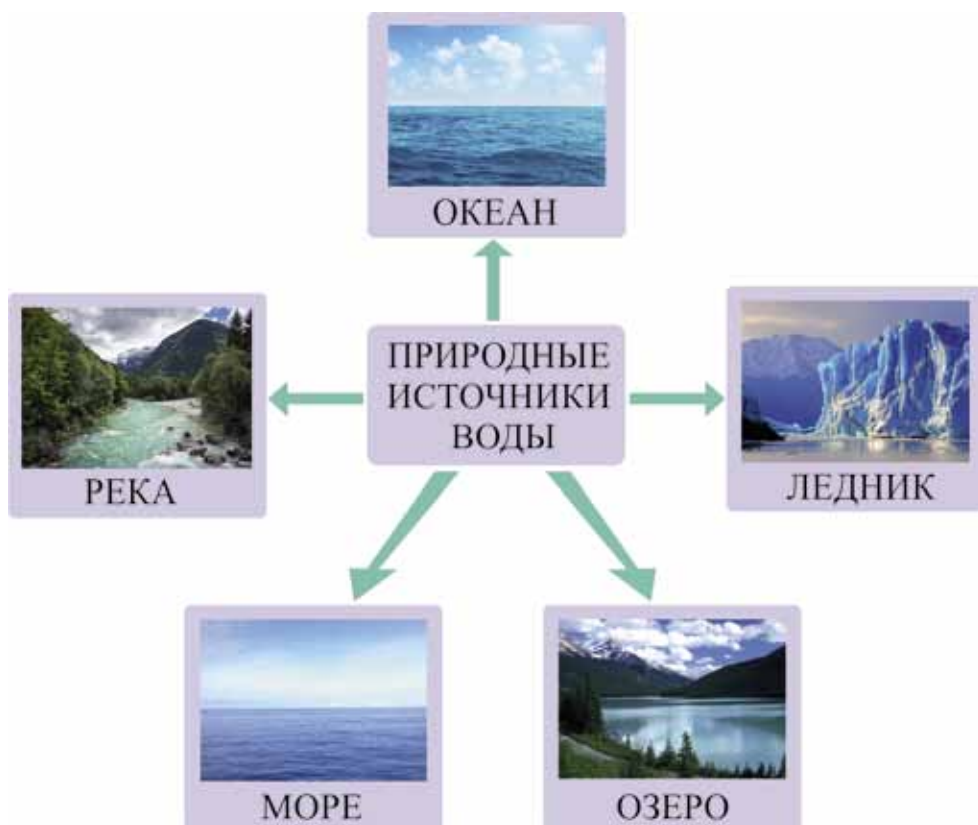 ОКЕАН
ПРИРОДНЫЕ
ИСТОЧНИКИ
ВОДЫ
РЕКА
ЛЕДНИК
МОРЕ
ОЗЕРО